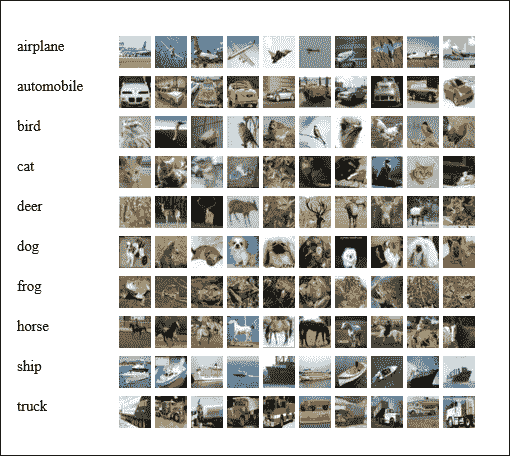 airplane
automobile
bird
cat
deer
dog
frog
horse
ship
truck